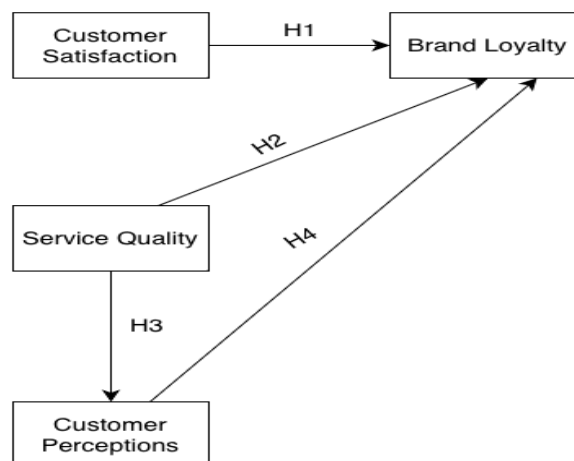 Customer
Satisfaction
H1
Brand Loyalty
H2
Service Quality
H4
H3
Customer
Perceptions